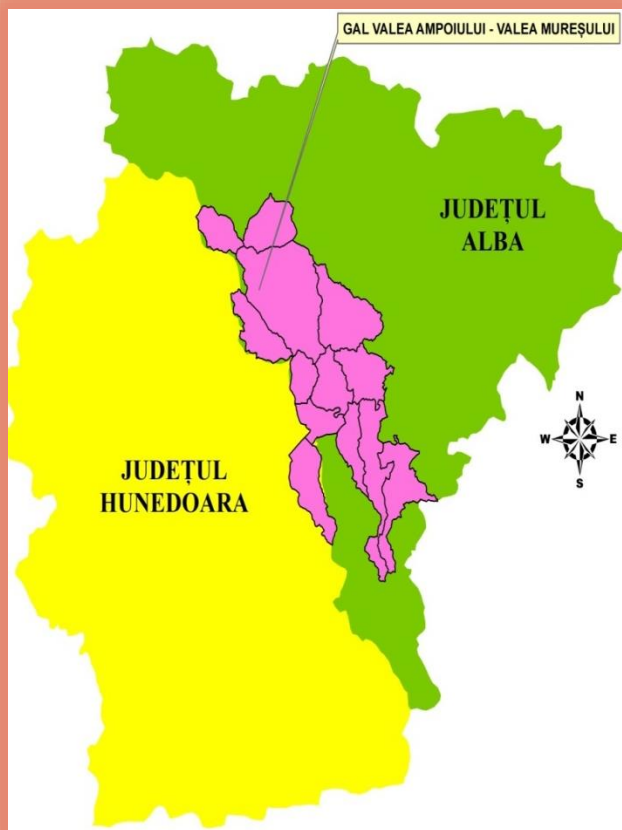 GAL VALEA AMPOIULUI - VALEA MUREȘULUI
JUDEȚUL
ALBA
N
W E
S
JUDEȚUL
HUNEDOARA